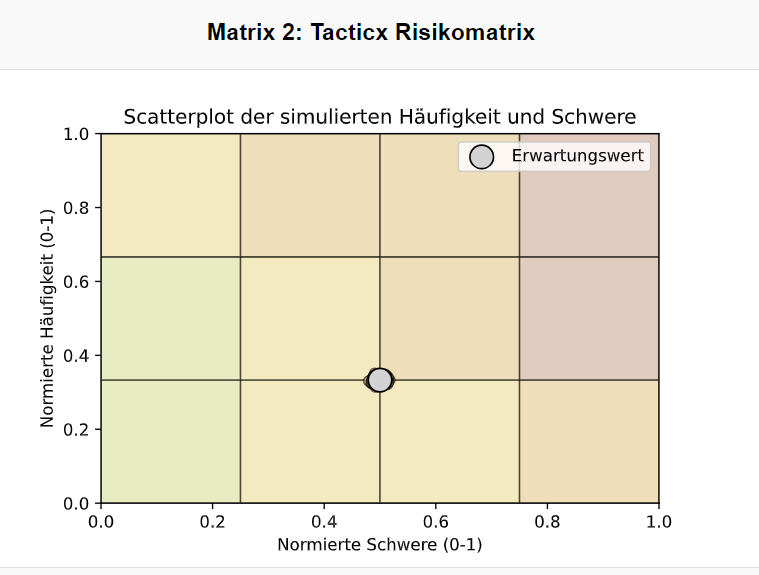 Matrix 2: Tacticx Risikomatrix
Scatterplot der simulierten Häufigkeit und Schwere
Erwartungswert
Normierte Häufigkeit (0-1)
1.0
0.8
0.6
0.4
0.2
0.0
0.0 0.2 0.4 0.6 0.8 1.0
Normierte Schwere (0-1)